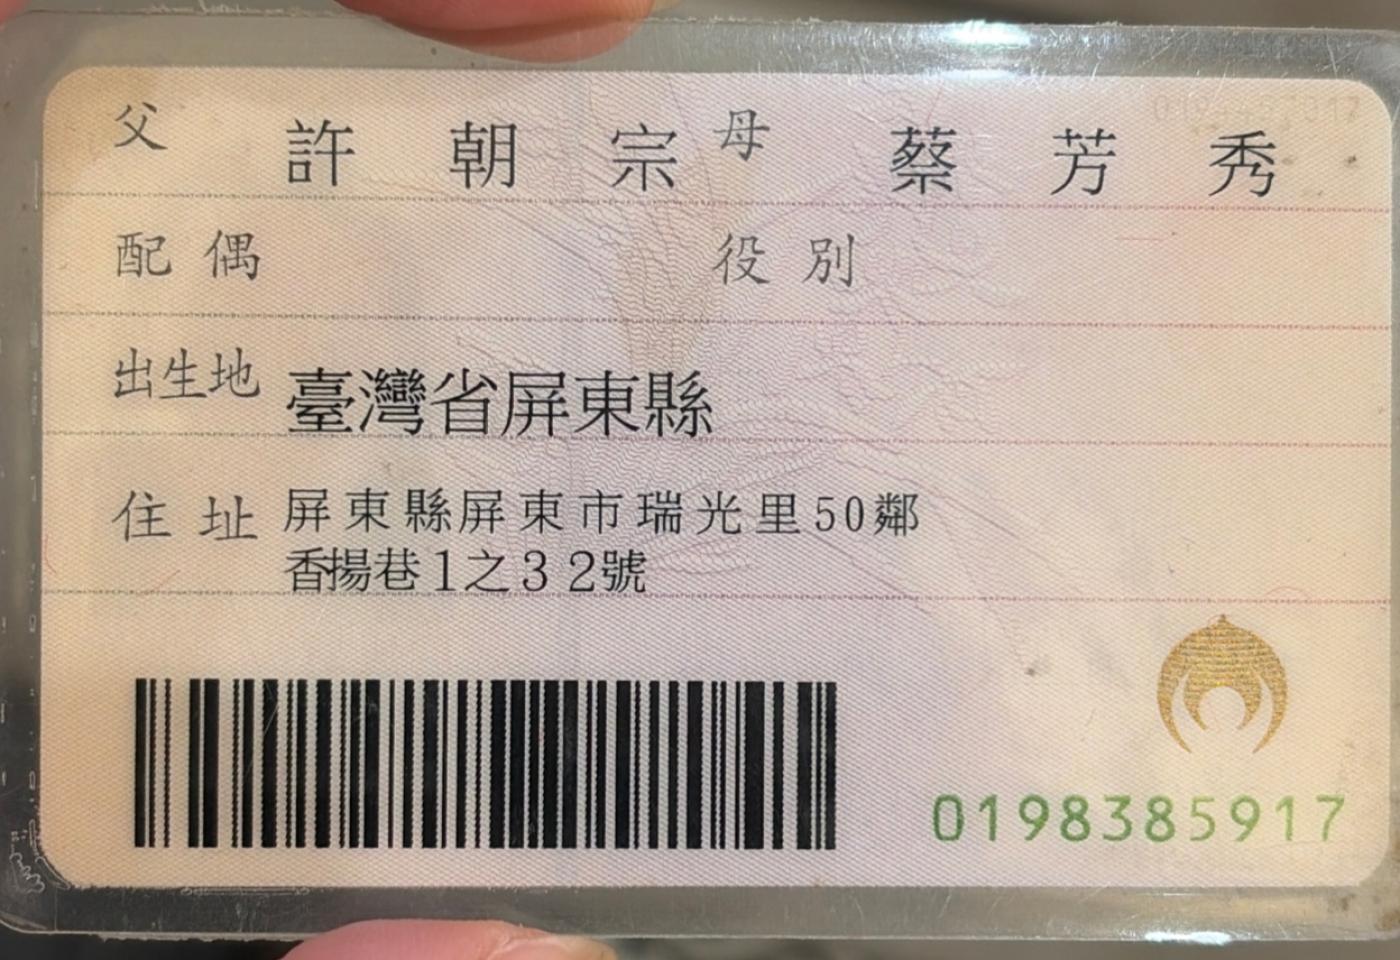 父 許朝宗 母 蔡芳秀
配偶 役別
出生地 臺灣省屏東縣
住址 屏東縣屏東市瑞光里50鄰
香揚巷1之32號
0198385917